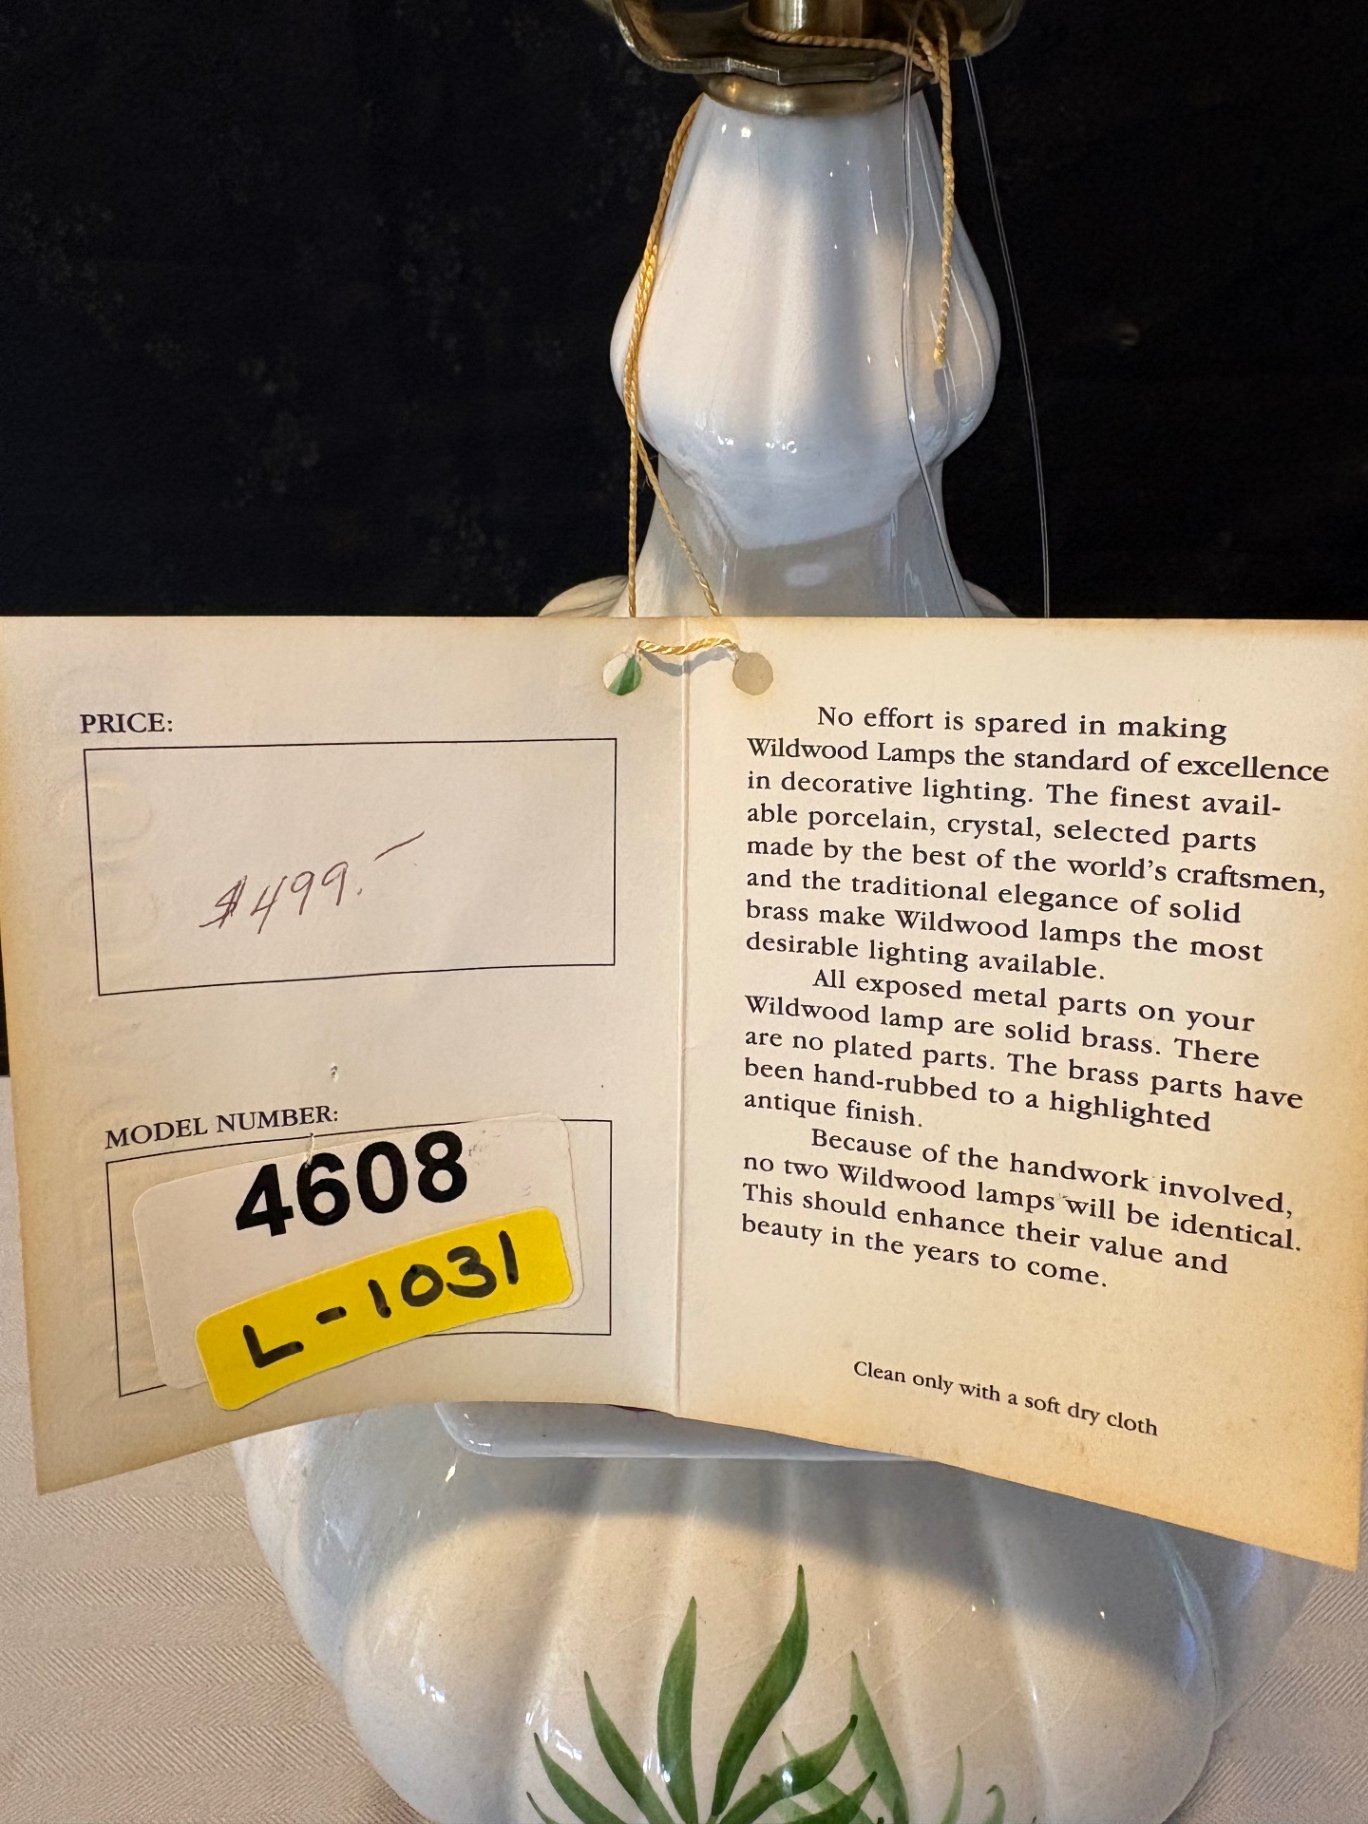 PRICE:
$499.—
MODEL NUMBER:
4608
L-1031
No effort is spared in making
Wildwood Lamps the standard of excellence
in decorative lighting. The finest avail-
able porcelain, crystal, selected parts
made by the best of the world's craftsmen,
and the traditional elegance of solid
brass make Wildwood lamps the most
desirable lighting available.
All exposed metal parts on your
Wildwood lamp are solid brass. There
are no plated parts. The brass parts have
been hand-rubbed to a highlighted
antique finish.
Because of the handwork involved,
no two Wildwood lamps will be identical.
This should enhance their value and
beauty in the years to come.
Clean only with a soft dry cloth